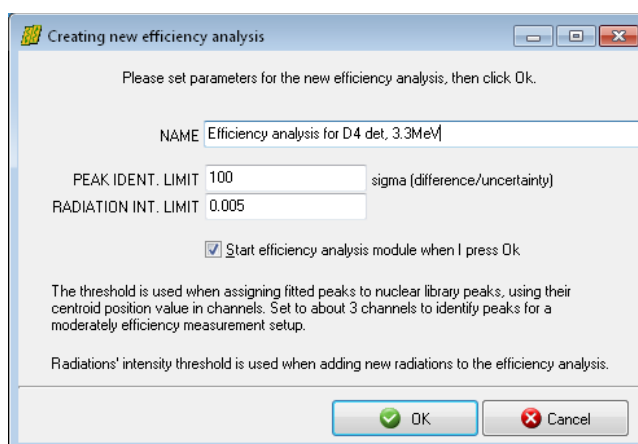 Creating new efficiency analysis
Please set parameters for the new efficiency analysis, then click Ok.
NAME Efficiency analysis for D4 det, 3.3MeV
PEAK IDENT. LIMIT 100 sigma (difference/uncertainty)
RADIATION INT. LIMIT 0.005
Start efficiency analysis module when I press Ok
The threshold is used when assigning fitted peaks to nuclear library peaks, using their
centroid position value in channels. Set to about 3 channels to identify peaks for a
moderately efficiency measurement setup.
Radiations' intensity threshold is used when adding new radiations to the efficiency analysis.
OK Cancel